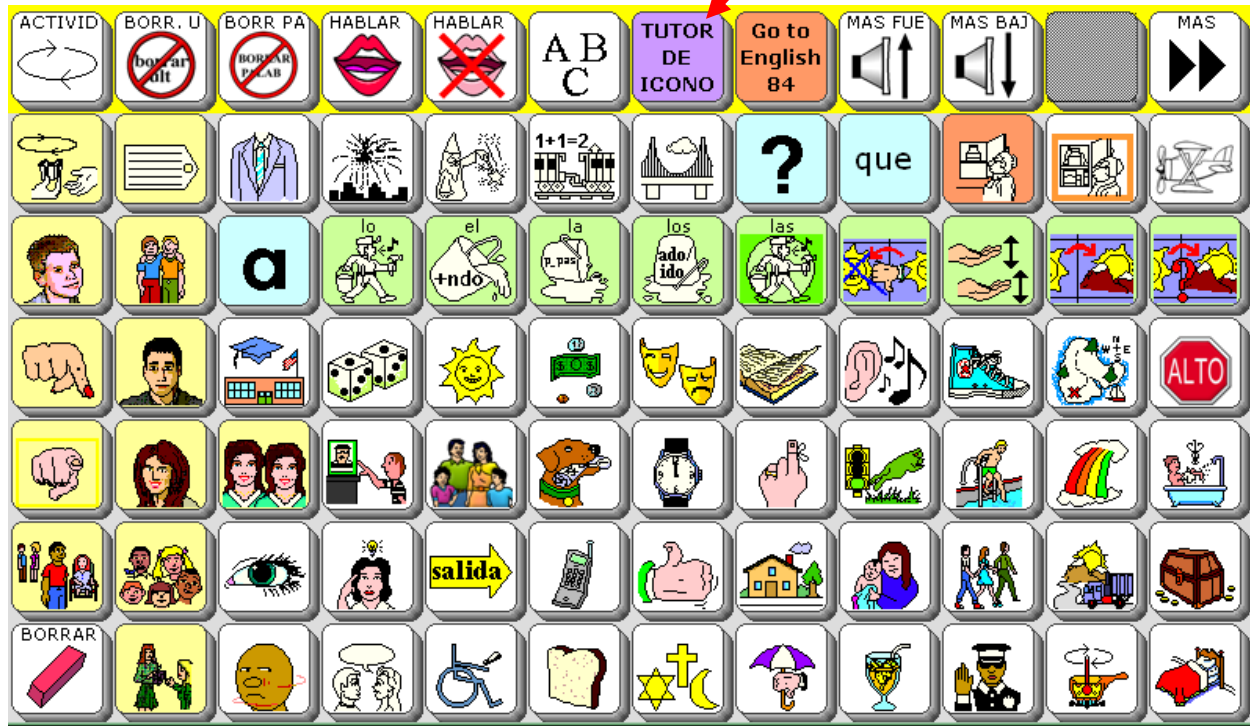 ACTIVID
BORR. U
BORR PA
HABLAR
HABLAR
MAS FUE
MAS BAJ
MAS
borrar
ult
BORRAR
PALAB
A B
C
TUTOR
DE
ICONO
Go to
English
84
1+1=2
?
que
a
lo
el
+ndo
la
p_pas
los
ado/
ido
las
?
N
W E
S
X
ALTO
salida
BORRAR